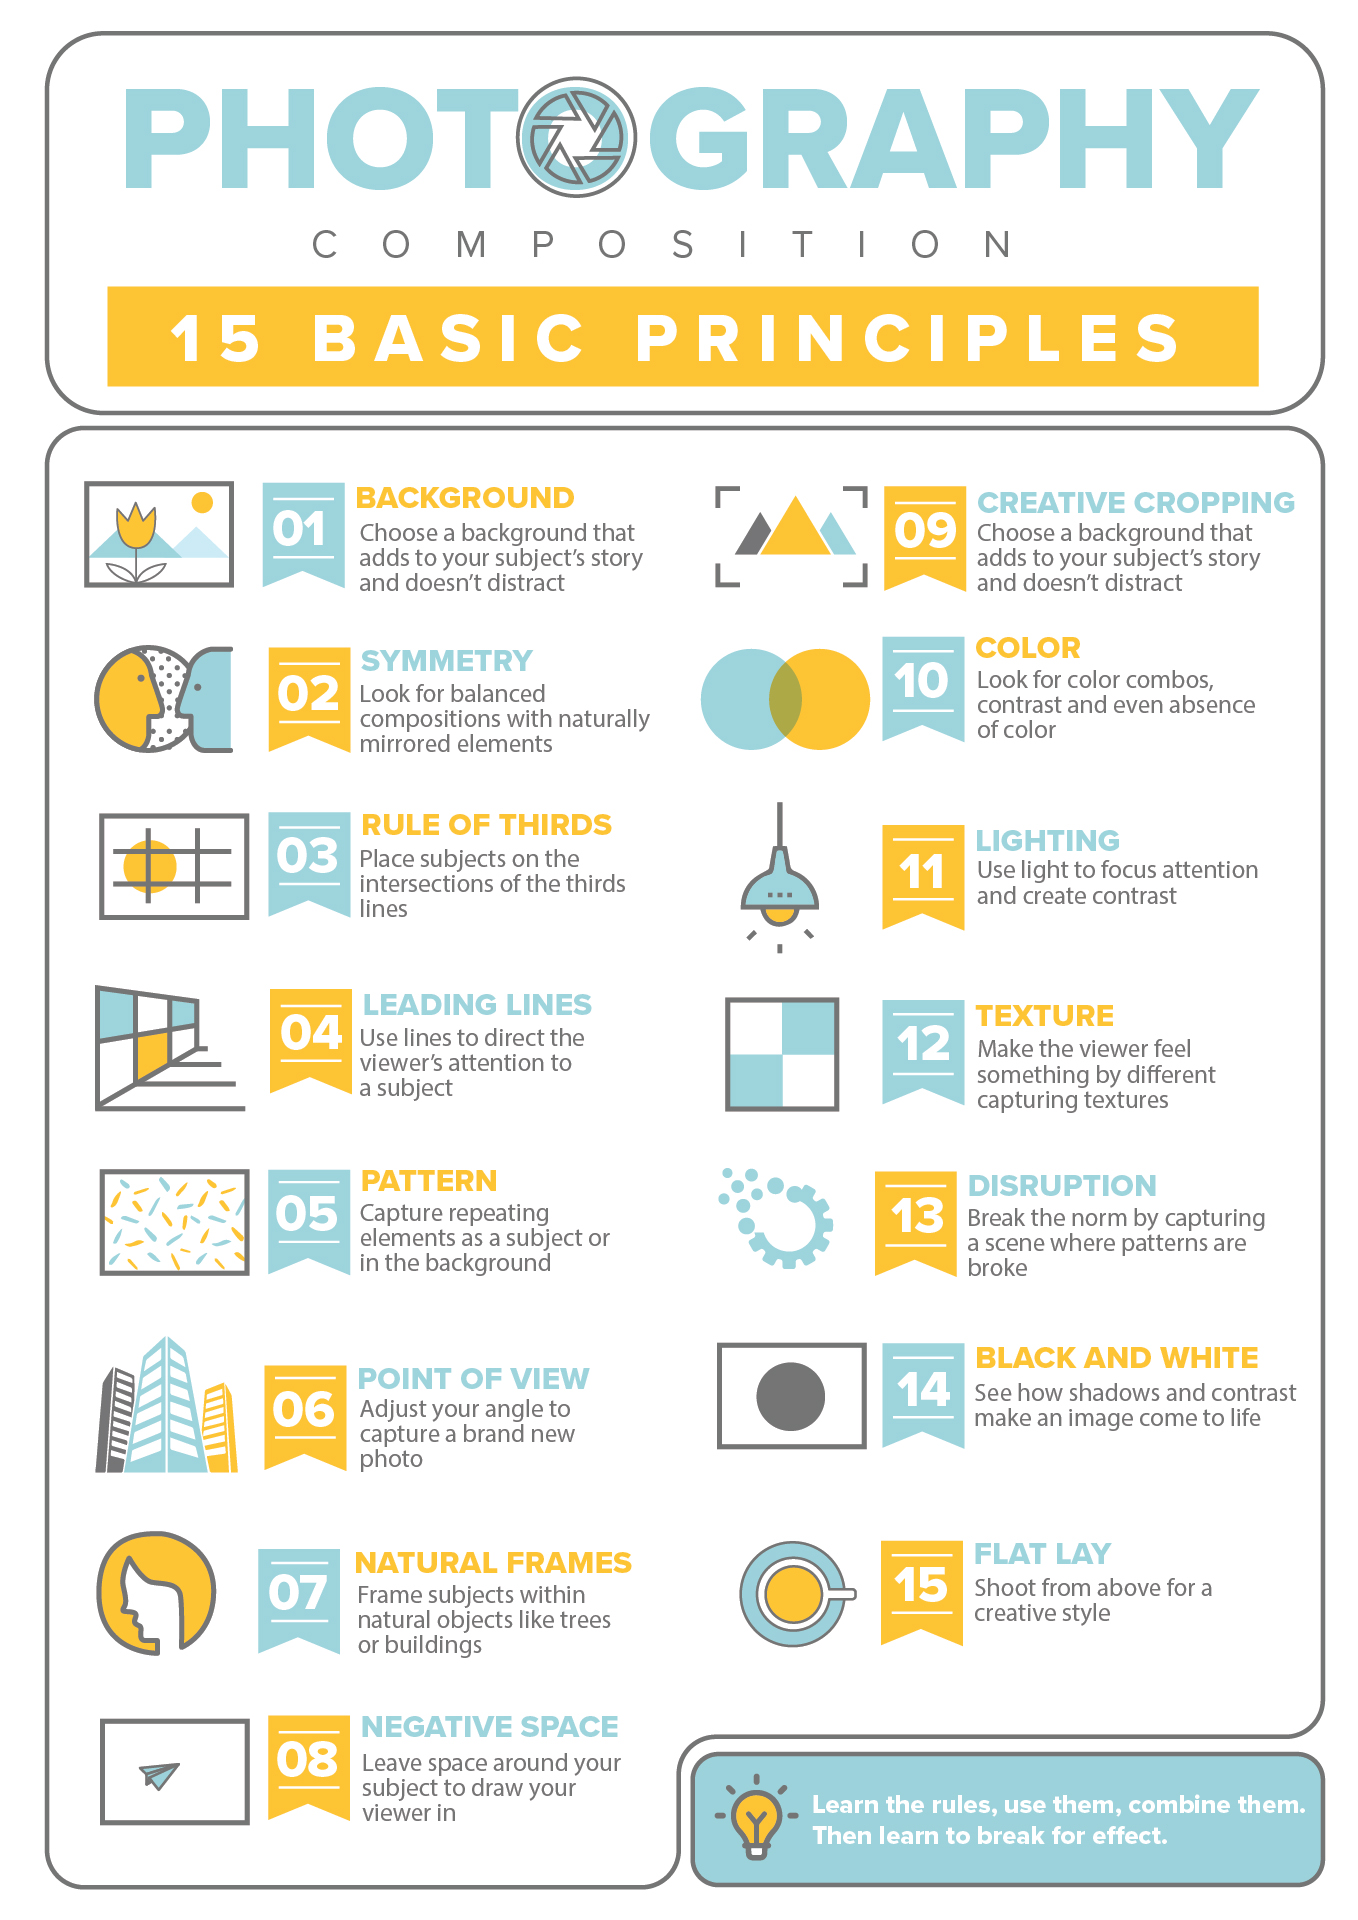 PHOTOGRAPHY
COMPOSITION
15 BASIC PRINCIPLES
01
BACKGROUND
Choose a background that
adds to your subject's story
and doesn't distract
02
SYMMETRY
Look for balanced
compositions with naturally
mirrored elements
03
RULE OF THIRDS
Place subjects on the
intersections of the thirds
lines
04
LEADING LINES
Use lines to direct the
viewer's attention to
a subject
05
PATTERN
Capture repeating
elements as a subject or
in the background
06
POINT OF VIEW
Adjust your angle to
capture a brand new
photo
07
NATURAL FRAMES
Frame subjects within
natural objects like trees
or buildings
08
NEGATIVE SPACE
Leave space around your
subject to draw your
viewer in
09
CREATIVE CROPPING
Choose a background that
adds to your subject's story
and doesn't distract
10
COLOR
Look for color combos,
contrast and even absence
of color
11
LIGHTING
Use light to focus attention
and create contrast
12
TEXTURE
Make the viewer feel
something by different
capturing textures
13
DISRUPTION
Break the norm by capturing
a scene where patterns are
broke
14
BLACK AND WHITE
See how shadows and contrast
make an image come to life
15
FLAT LAY
Shoot from above for a
creative style
Learn the rules, use them, combine them.
Then learn to break for effect.